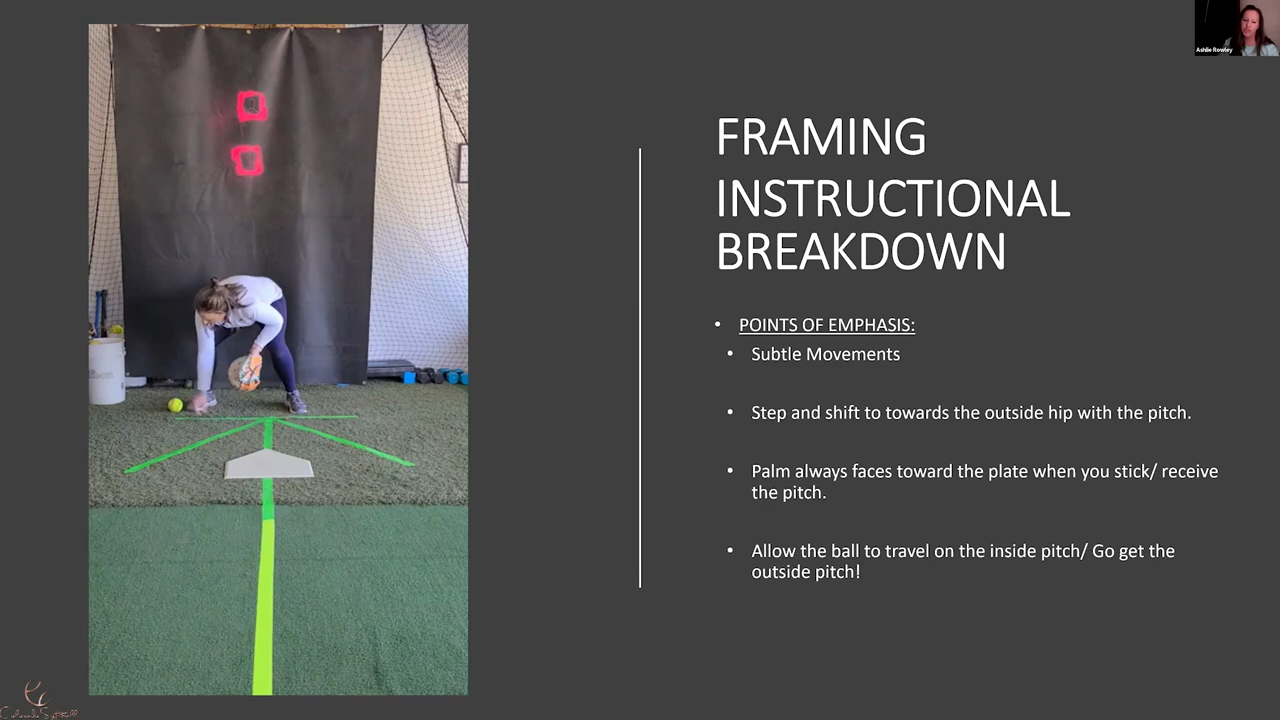 Ashlie Rowley
FRAMING
INSTRUCTIONAL
BREAKDOWN
• POINTS OF EMPHASIS:
• Subtle Movements
• Step and shift to towards the outside hip with the pitch.
• Palm always faces toward the plate when you stick/ receive
the pitch.
• Allow the ball to travel on the inside pitch/ Go get the
outside pitch!